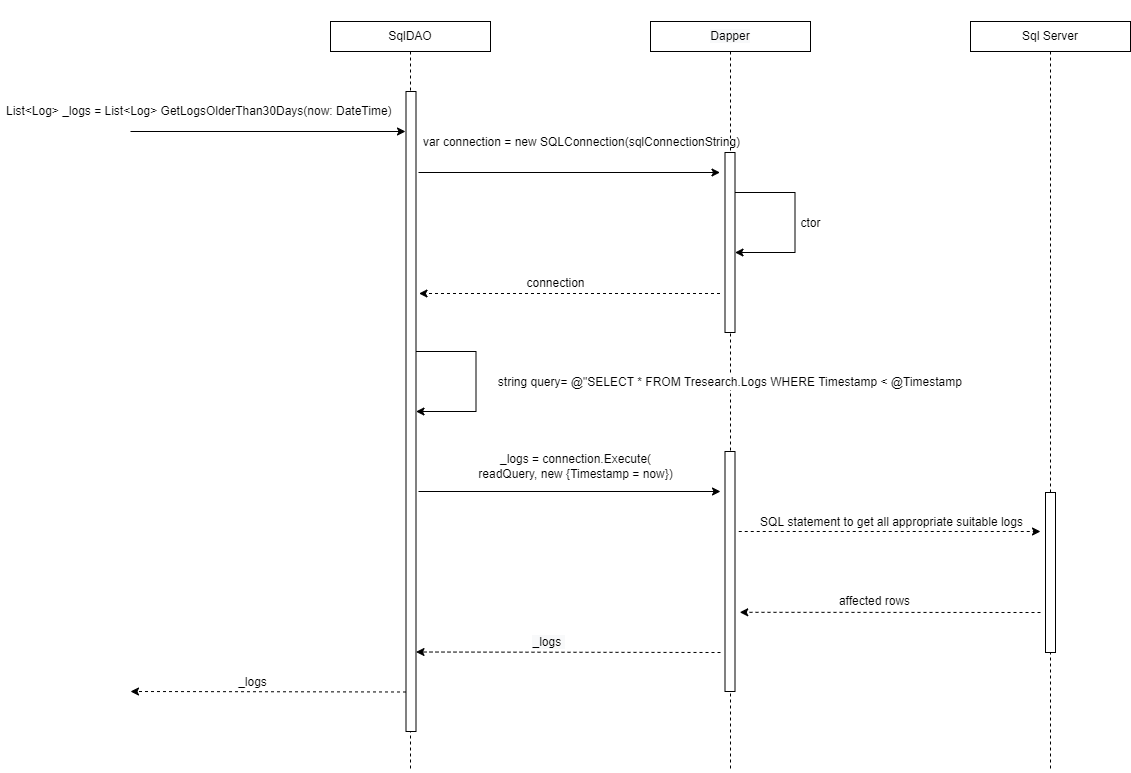 SqlDAO
Dapper
Sql Server
List<Log> _logs = List<Log> GetLogsOlderThan30Days(now: DateTime)
var connection = new SQLConnection(sqlConnectionString)
ctor
connection
string query= @"SELECT * FROM Tresearch.Logs WHERE Timestamp < @Timestamp
_logs = connection.Execute(
readQuery, new {Timestamp = now})
SQL statement to get all appropriate suitable logs
affected rows
_logs
_logs